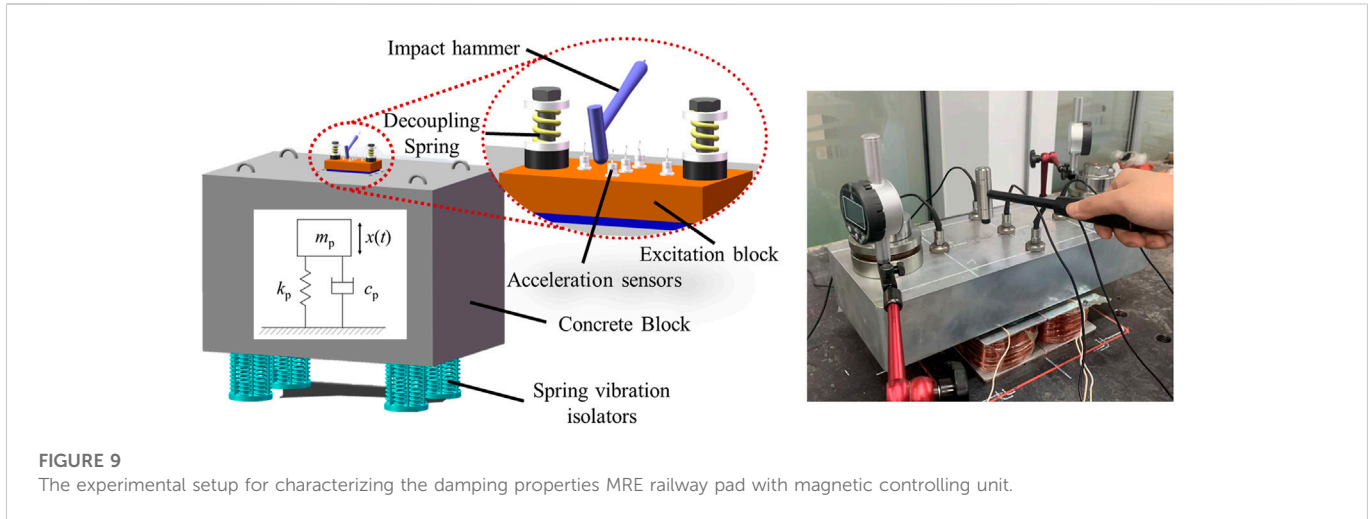 Impact hammer
Decoupling
Spring
Excitation block
Acceleration sensors
m_p
x(t)
k_p
c_p
Concrete Block
Spring vibration
isolators
FIGURE 9
The experimental setup for characterizing the damping properties MRE railway pad with magnetic controlling unit.